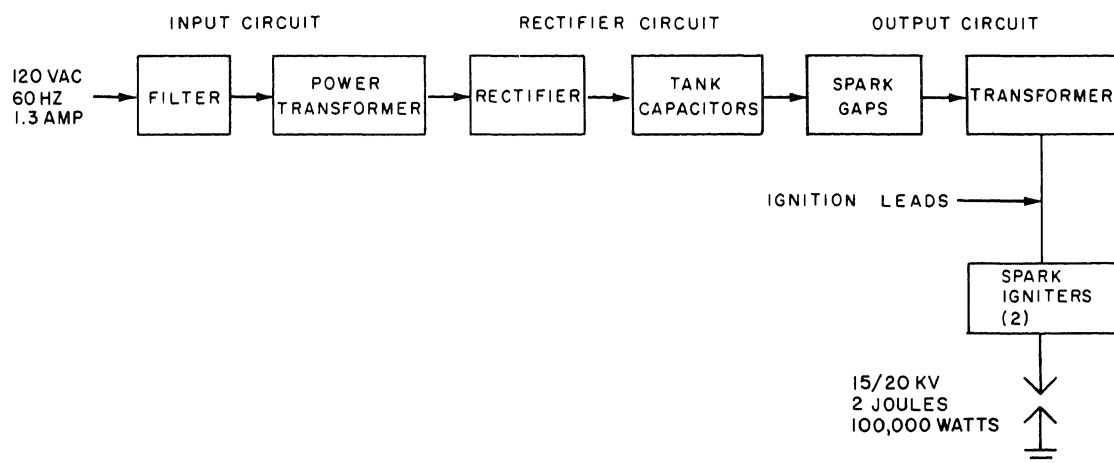 INPUT CIRCUIT
RECTIFIER CIRCUIT
OUTPUT CIRCUIT
120 VAC
60 HZ
1.3 AMP
FILTER
POWER
TRANSFORMER
RECTIFIER
TANK
CAPACITORS
SPARK
GAPS
TRANSFORMER
IGNITION LEADS
SPARK
IGNITERS
(2)
15/20 KV
2 JOULES
100,000 WATTS